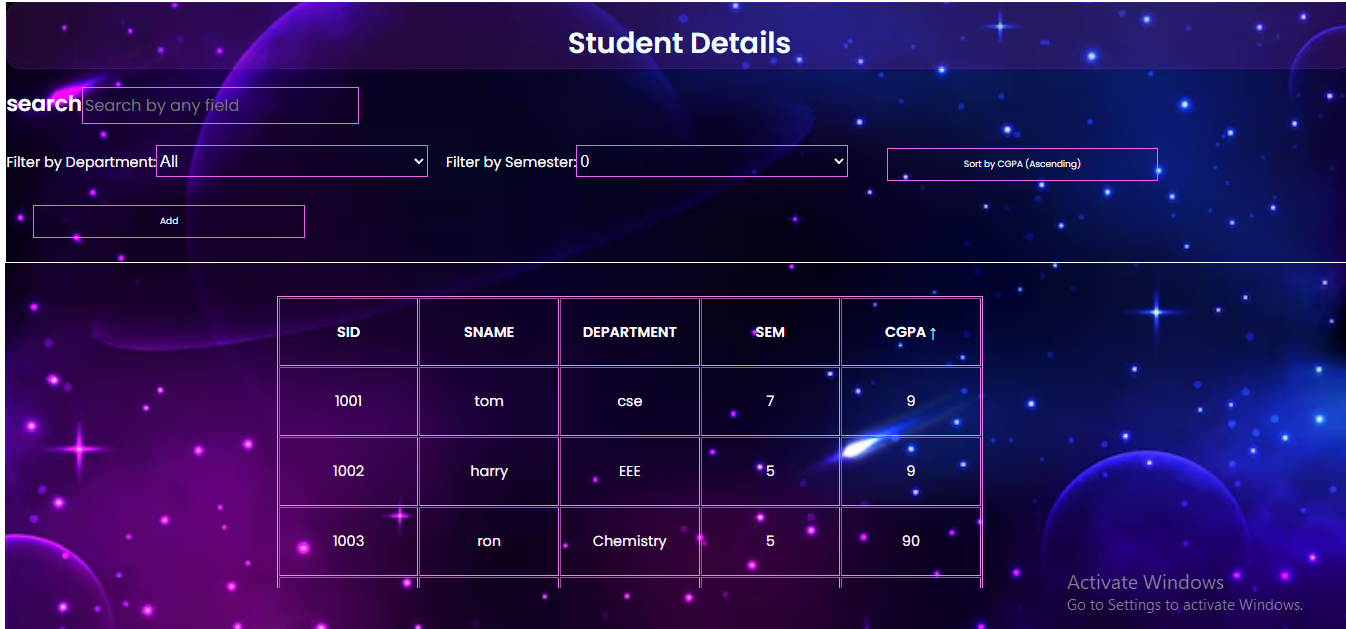 Student Details
search Search by any field
Filter by Department: All Filter by Semester: 0 Sort by CGPA (Ascending)
Add
SID SNAME DEPARTMENT SEM CGPA ↑
1001 tom cse 7 9
1002 harry EEE 5 9
1003 ron Chemistry 5 90
Activate Windows
Go to Settings to activate Windows.